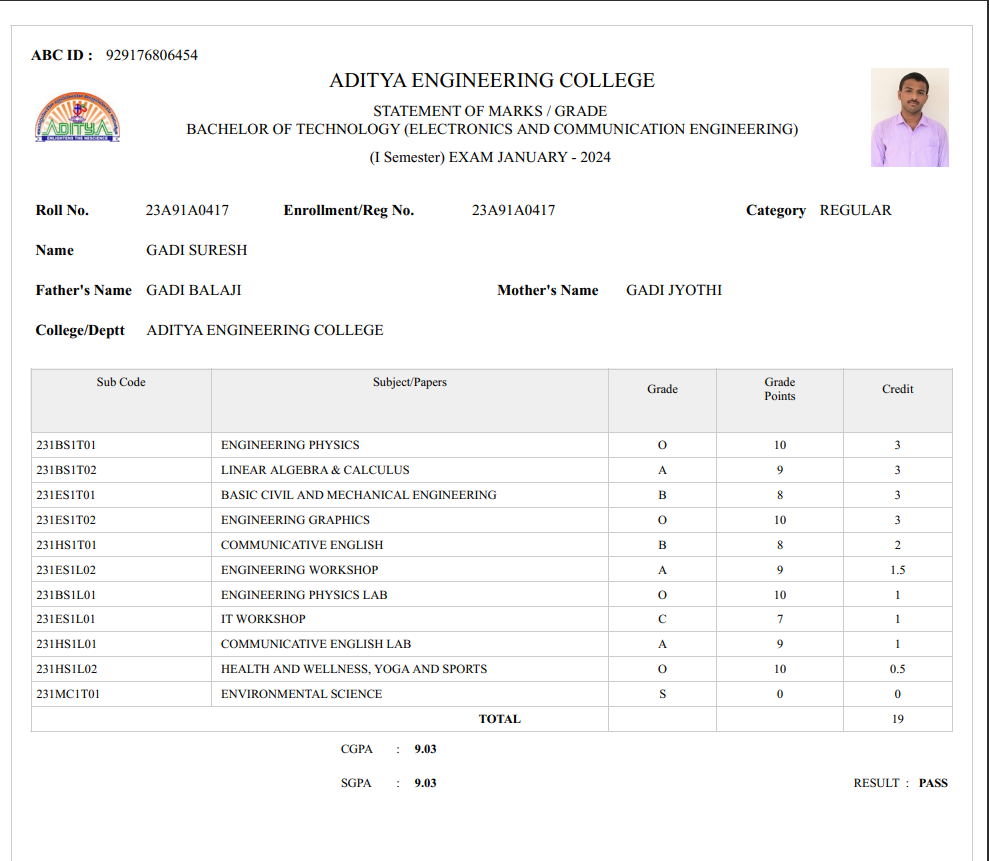 ABC ID : 929176806454
ADITYA ENGINEERING COLLEGE
STATEMENT OF MARKS / GRADE
BACHELOR OF TECHNOLOGY (ELECTRONICS AND COMMUNICATION ENGINEERING)
(I Semester) EXAM JANUARY - 2024
ADITYA
Roll No. 23A91A0417 Enrollment/Reg No. 23A91A0417 Category REGULAR
Name GADI SURESH
Father's Name GADI BALAJI Mother's Name GADI JYOTHI
College/Deptt ADITYA ENGINEERING COLLEGE
Sub Code Subject/Papers Grade Grade Points Credit
231BS1T01 ENGINEERING PHYSICS O 10 3
231BS1T02 LINEAR ALGEBRA & CALCULUS A 9 3
231ES1T01 BASIC CIVIL AND MECHANICAL ENGINEERING B 8 3
231ES1T02 ENGINEERING GRAPHICS O 10 3
231HS1T01 COMMUNICATIVE ENGLISH B 8 2
231ES1L02 ENGINEERING WORKSHOP A 9 1.5
231BS1L01 ENGINEERING PHYSICS LAB O 10 1
231ES1L01 IT WORKSHOP C 7 1
231HS1L01 COMMUNICATIVE ENGLISH LAB A 9 1
231HS1L02 HEALTH AND WELLNESS, YOGA AND SPORTS O 10 0.5
231MC1T01 ENVIRONMENTAL SCIENCE S 0 0
TOTAL 19
CGPA : 9.03
SGPA : 9.03 RESULT : PASS